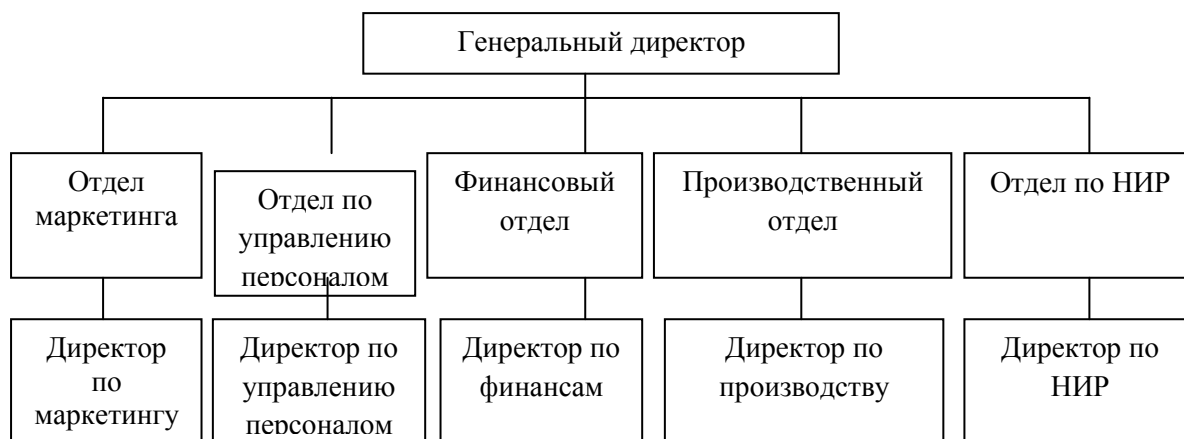 Генеральный директор
Отдел
маркетинга
Отдел по
управлению
персоналом
Финансовый
отдел
Производственный
отдел
Отдел по НИР
Директор
по
маркетингу
Директор по
управлению
персоналом
Директор по
финансам
Директор по
производству
Директор по
НИР